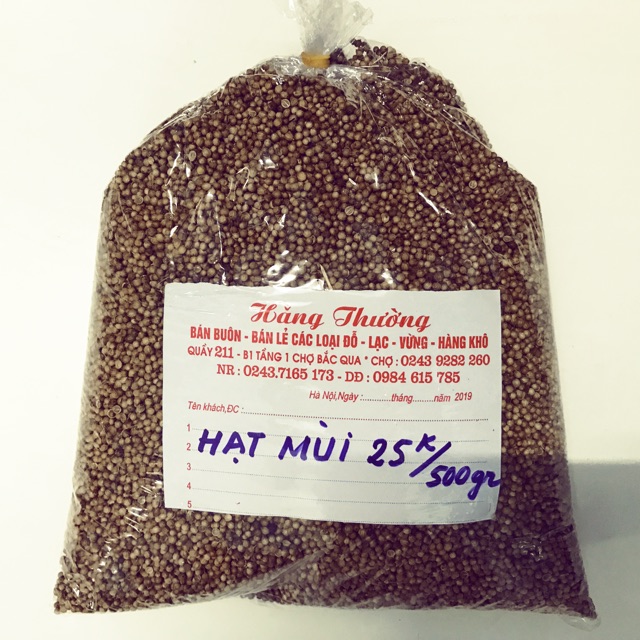 Hằng Thường
BÁN BUÔN - BÁN LẺ CÁC LOẠI ĐỖ - LẠC - VỪNG - HÀNG KHÔ
QUẦY 211 - B1 TẦNG 1 CHỢ BẮC QUA * CHỢ : 0243 9282 260
NR : 0243.7165 173 - DĐ : 0984 615 785
Hà Nội,Ngày :..........tháng........năm 2019
Tên khách,ĐC :
1
2 HẠT MÙI 25K/500gr
3
4
5